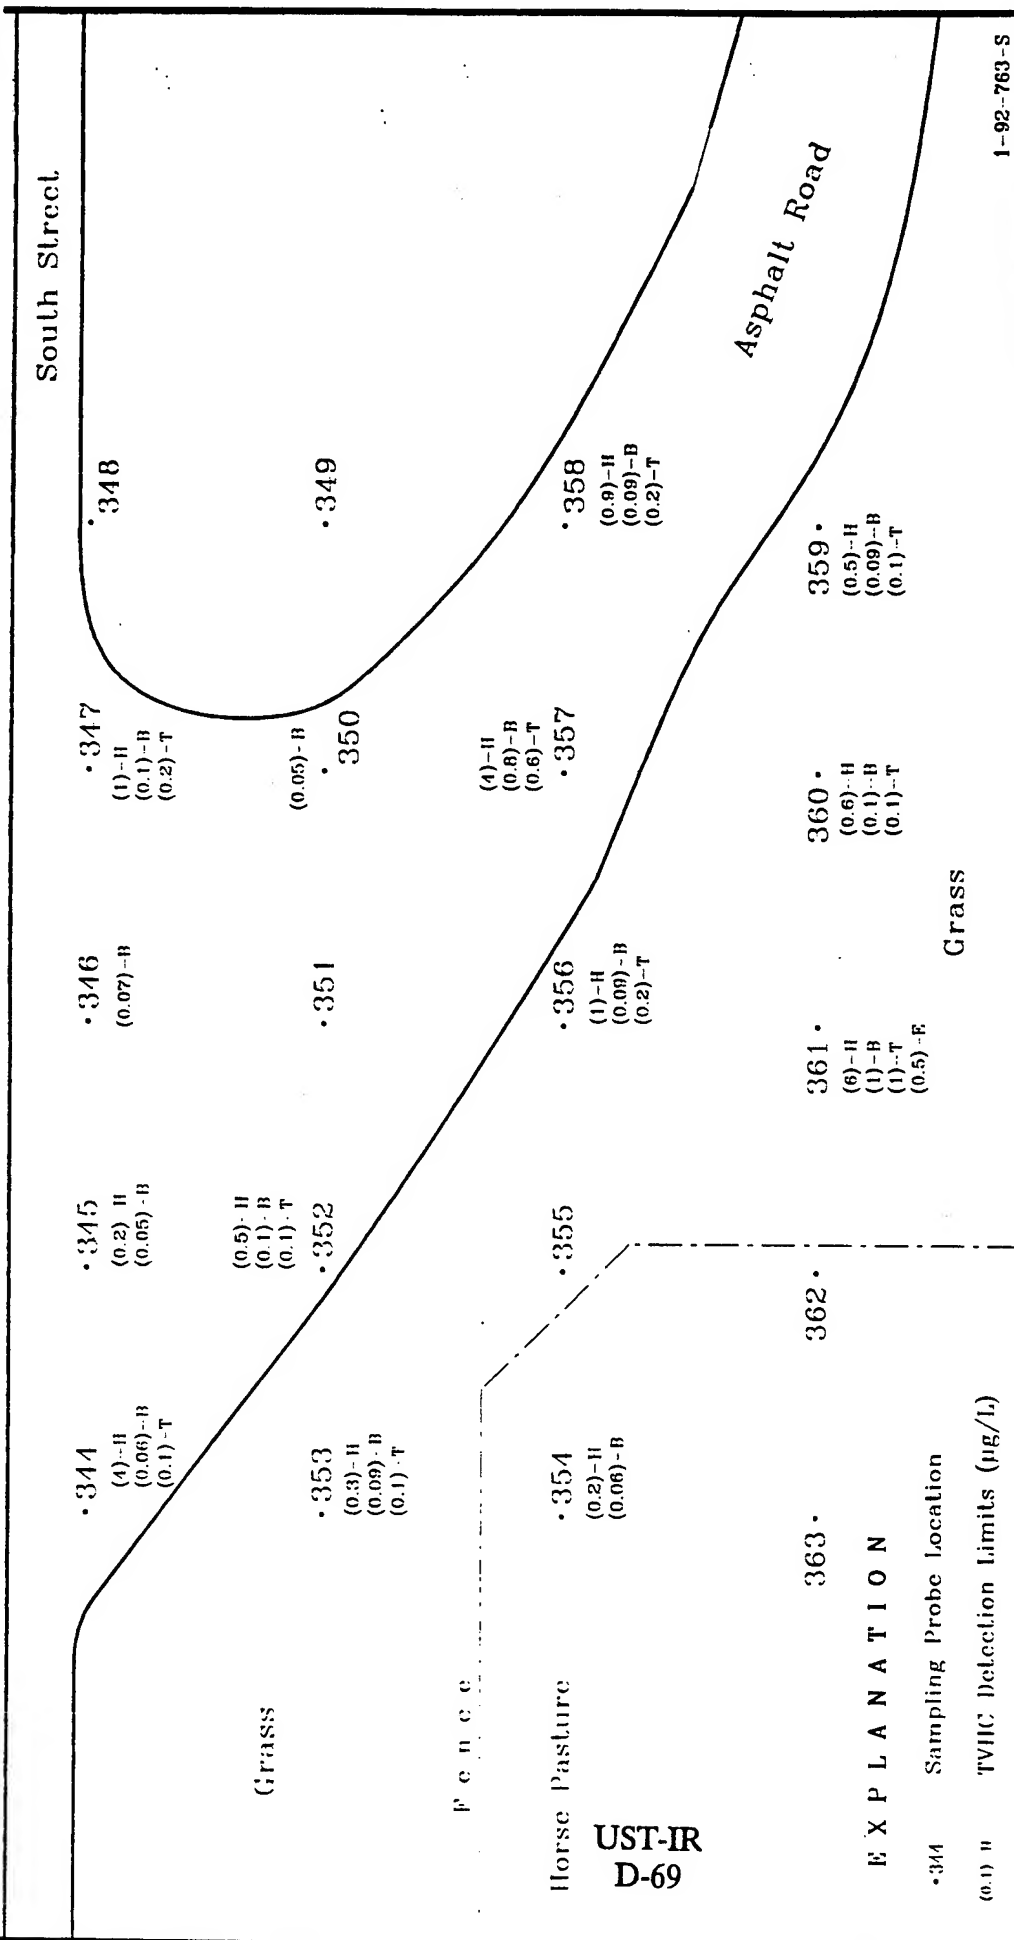 South Street
•344
(4)-H
(0.06)-B
(0.1)-T
•345
(0.2) H
(0.05)-B
•346
(0.07)-B
•347
(1)-H
(0.1)-B
(0.2)-T
•348
•349
(0.05)-B
•350
•351
(0.5)-H
(0.1)-B
(0.1)-T
•352
•353
(0.3)-H
(0.09)-B
(0.1)-T
Grass
Fence
Horse Pasture
•354
(0.2)-H
(0.06)-B
•355
•356
(1)-H
(0.09)-B
(0.2)-T
(4)-H
(0.8)-B
(0.6)-T
•357
•358
(0.9)-H
(0.09)-B
(0.2)-T
Asphalt Road
363•
362•
361•
(6)-H
(1)-B
(1)-T
(0.5)-E
360•
(0.6)-H
(0.1)-B
(0.1)-T
359•
(0.5)-H
(0.09)-B
(0.1)-T
Grass
EXPLANATION
•344 Sampling Probe Location
(0.1) H TVHC Detection Limits (µg/L)
1-92-763-S
UST-IR
D-69